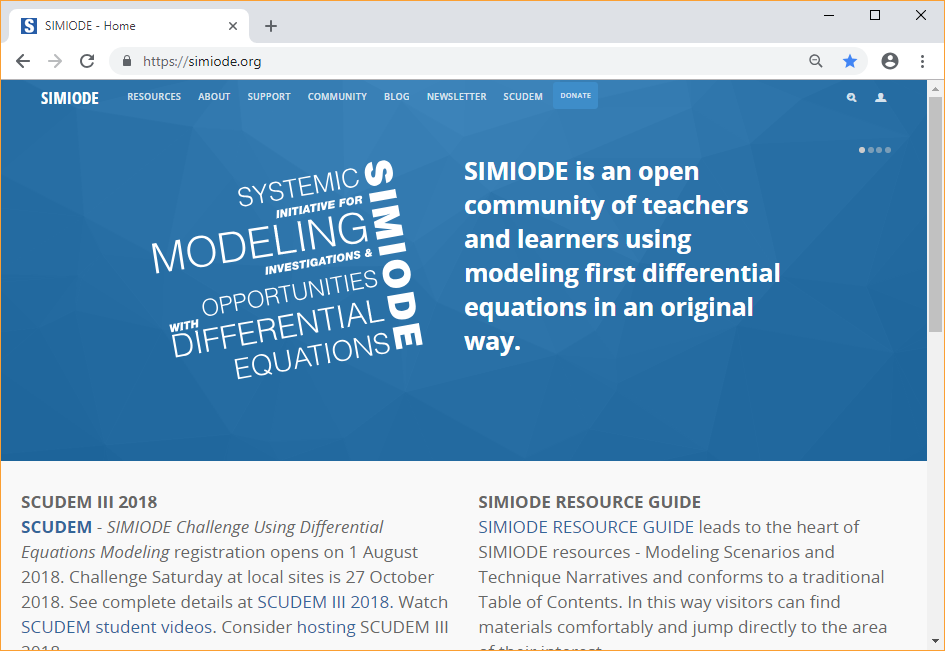 SIMIODE - Home
https://simiode.org
SIMIODE RESOURCES ABOUT SUPPORT COMMUNITY BLOG NEWSLETTER SCUDEM DONATE
SYSTEMIC
INITIATIVE FOR
MODELING
INVESTIGATIONS &
OPPORTUNITIES
WITH
DIFFERENTIAL
EQUATIONS
SIMIODE
SIMIODE is an open
community of teachers
and learners using
modeling first differential
equations in an original
way.
SCUDEM III 2018
SCUDEM - SIMIODE Challenge Using Differential
Equations Modeling registration opens on 1 August
2018. Challenge Saturday at local sites is 27 October
2018. See complete details at SCUDEM III 2018. Watch
SCUDEM student videos. Consider hosting SCUDEM III
2018
SIMIODE RESOURCE GUIDE
SIMIODE RESOURCE GUIDE leads to the heart of
SIMIODE resources - Modeling Scenarios and
Technique Narratives and conforms to a traditional
Table of Contents. In this way visitors can find
materials comfortably and jump directly to the area
of their interest